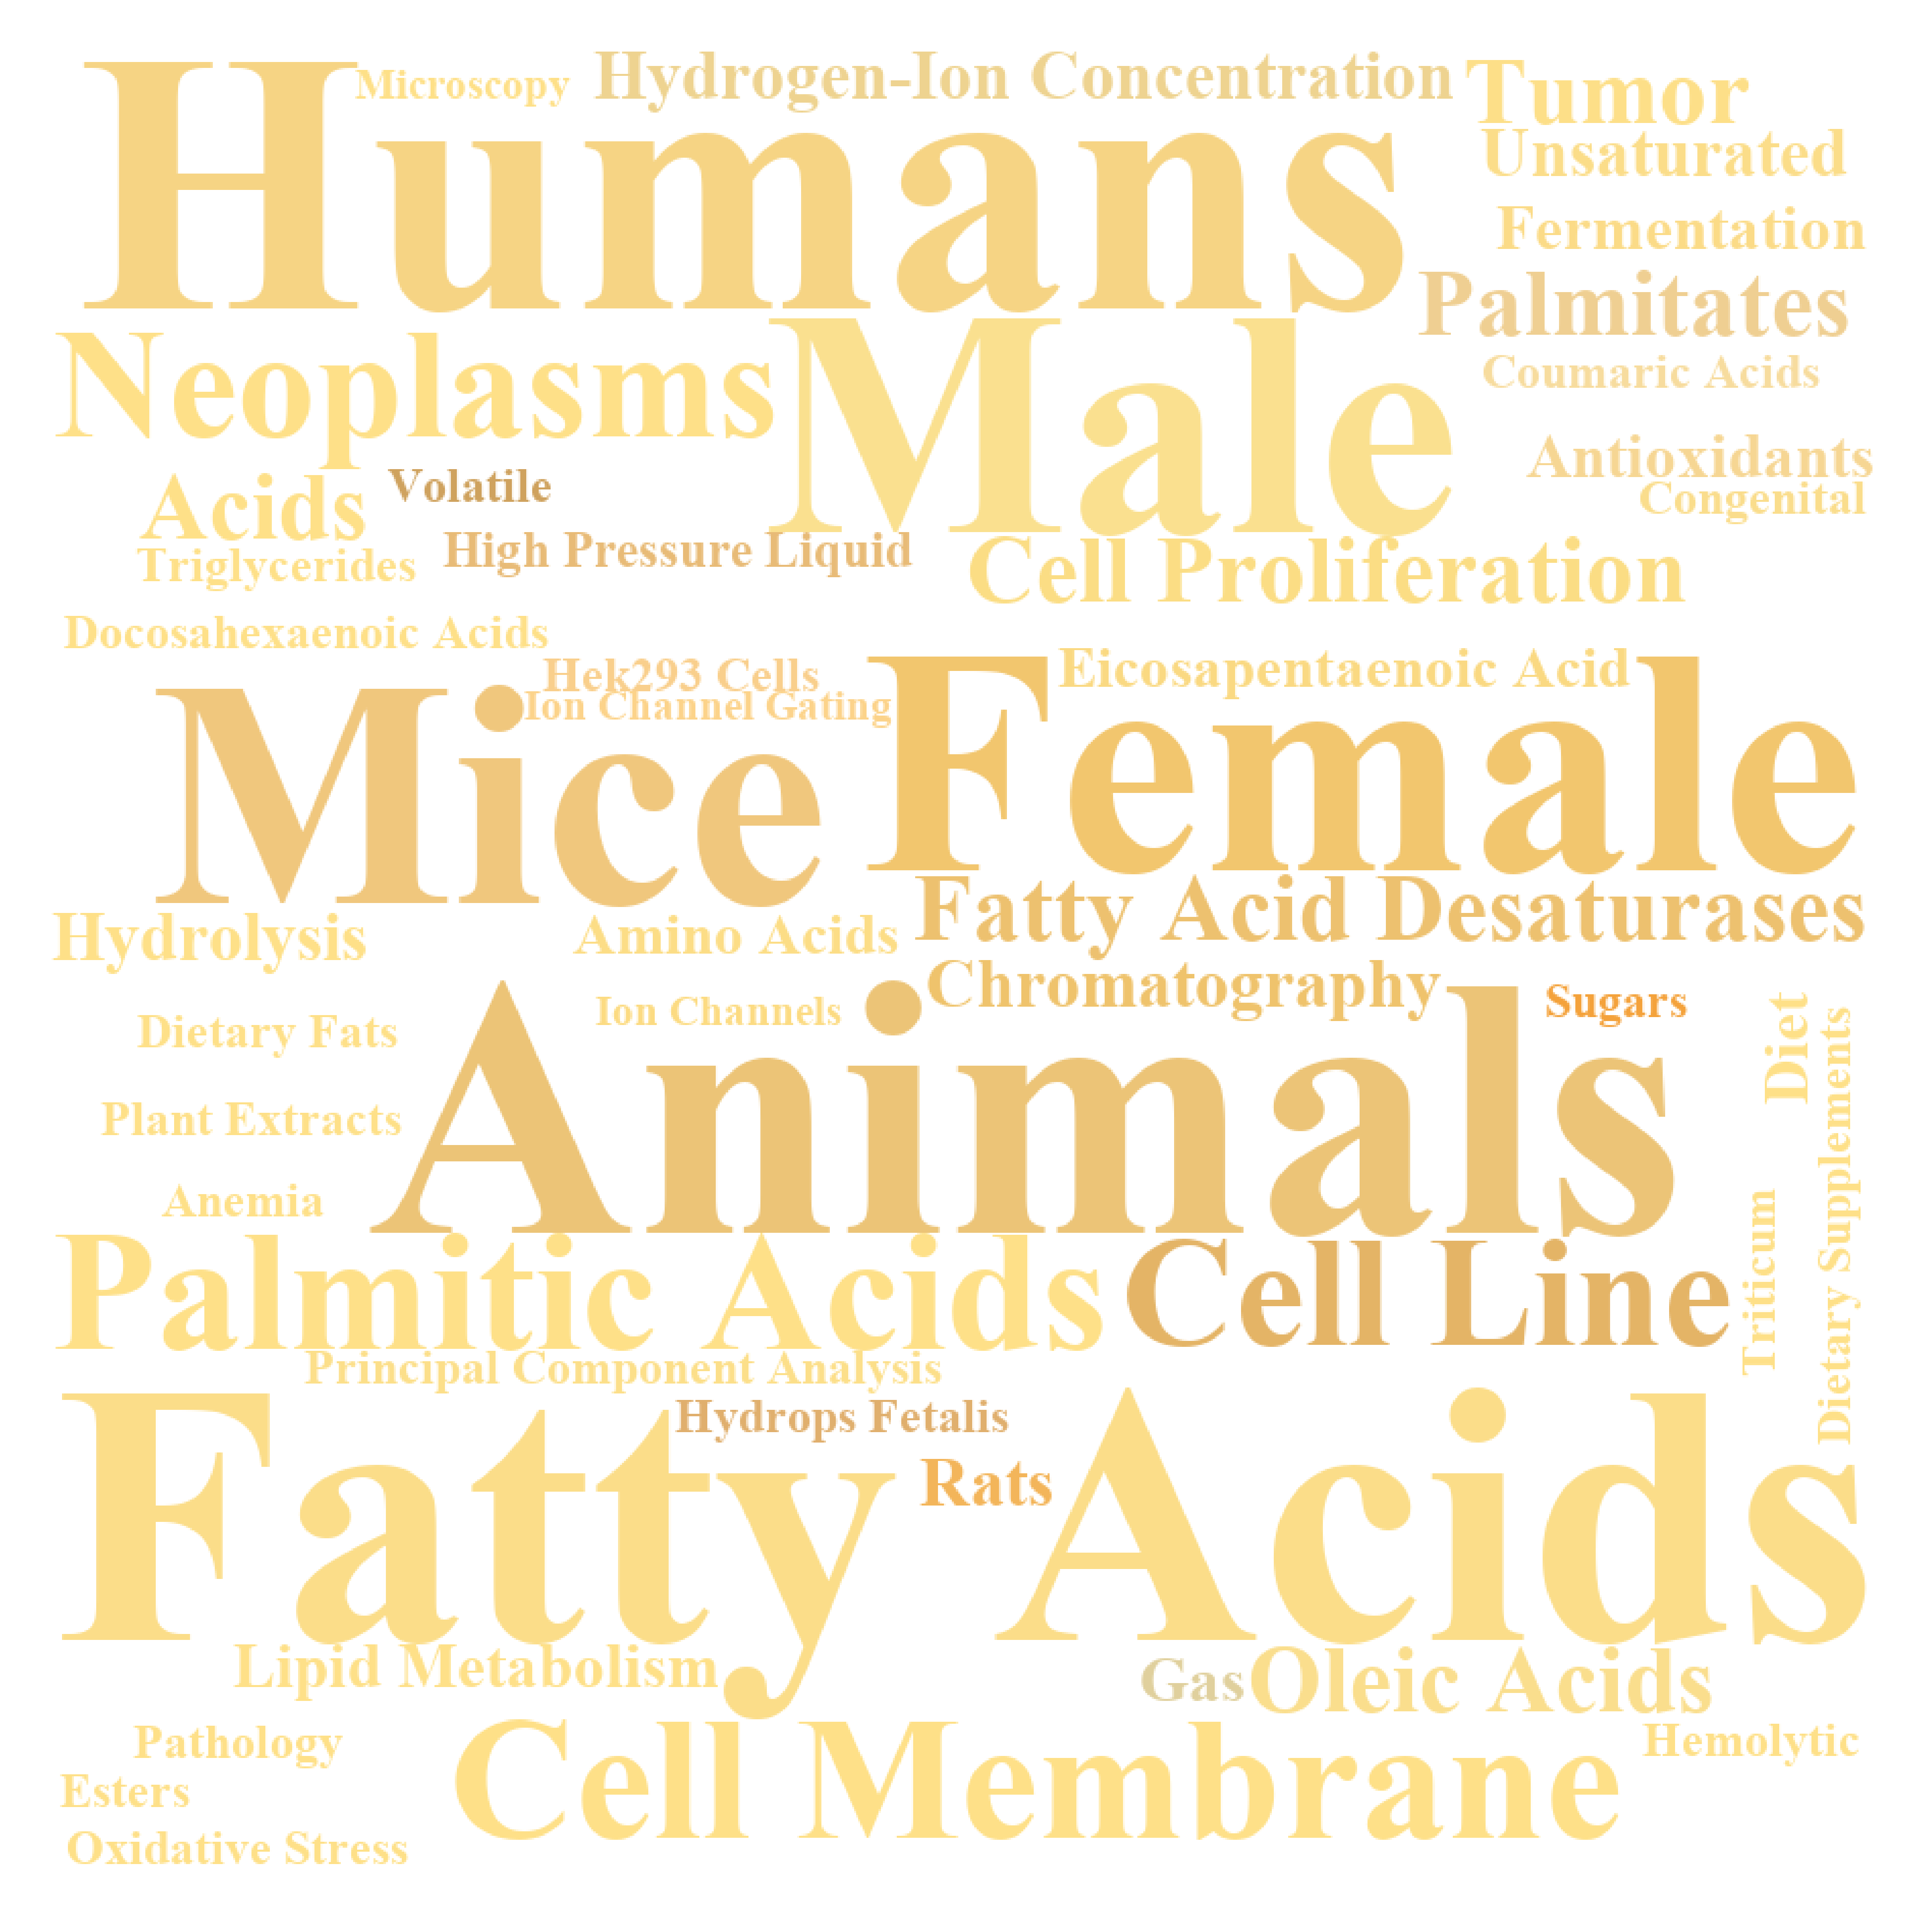 Humans
Microscopy
Hydrogen-Ion Concentration
Tumor
Unsaturated
Fermentation
Palmitates
Neoplasms
Male
Coumaric Acids
Antioxidants
Congenital
Acids
Volatile
High Pressure Liquid
Triglycerides
Cell Proliferation
Docosahexaenoic Acids
Hek293 Cells
Ion Channel Gating
Eicosapentaenoic Acid
Mice
Female
Hydrolysis
Amino Acids
Fatty Acid Desaturases
Chromatography
Sugars
Ion Channels
Dietary Fats
Animals
Diet
Dietary Supplements
Plant Extracts
Anemia
Triticum
Palmitic Acids
Cell Line
Principal Component Analysis
Hydrops Fetalis
Fatty Acids
Rats
Lipid Metabolism
Gas
Oleic Acids
Pathology
Cell Membrane
Hemolytic
Esters
Oxidative Stress